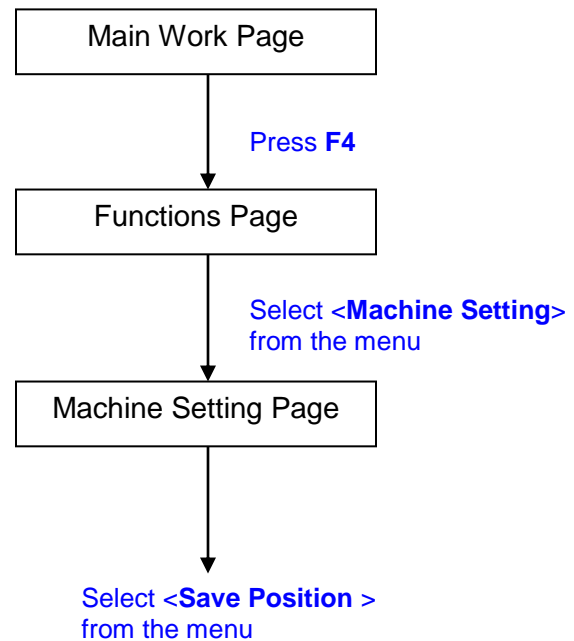 Main Work Page
Press F4
Functions Page
Select <Machine Setting>
from the menu
Machine Setting Page
Select <Save Position >
from the menu